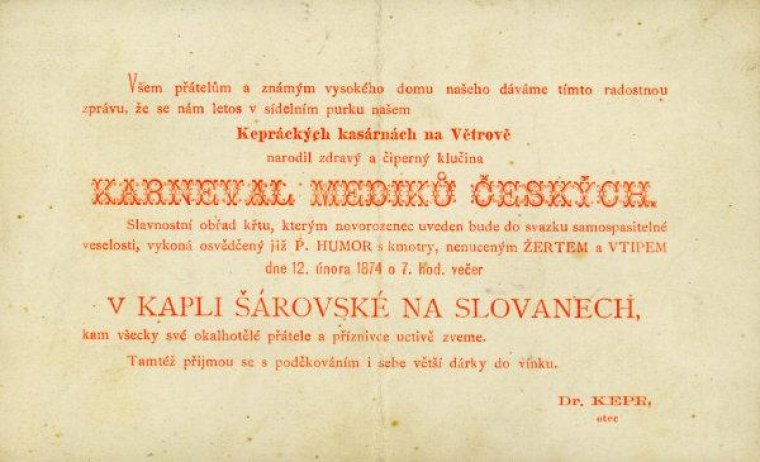 Všem přátelům a známým vysokého domu našeho dáváme tímto radostnou
zprávu, že se nám letos v sídelním purku našem
Kepráckých kasárnách na Větrově
narodil zdravý a čiperný klučina
KARNEVAL MEDIKŮ ČESKÝCH.
Slavnostní obřad křtu, kterým novorozenec uveden bude do svazku samospasitelné
veselosti, vykoná osvědčený již P. HUMOR s kmotry, nenuceným ŽERTEM a VTIPEM
dne 12. února 1874 o 7. hod. večer
V KAPLI ŠÁROVSKÉ NA SLOVANECH,
kam všecky své okalhotělé přátele a příznivce uctivě zveme.
Tamtéž přijmou se s poděkováním i sebe větší dárky do vínku.
Dr. KEPR,
otec